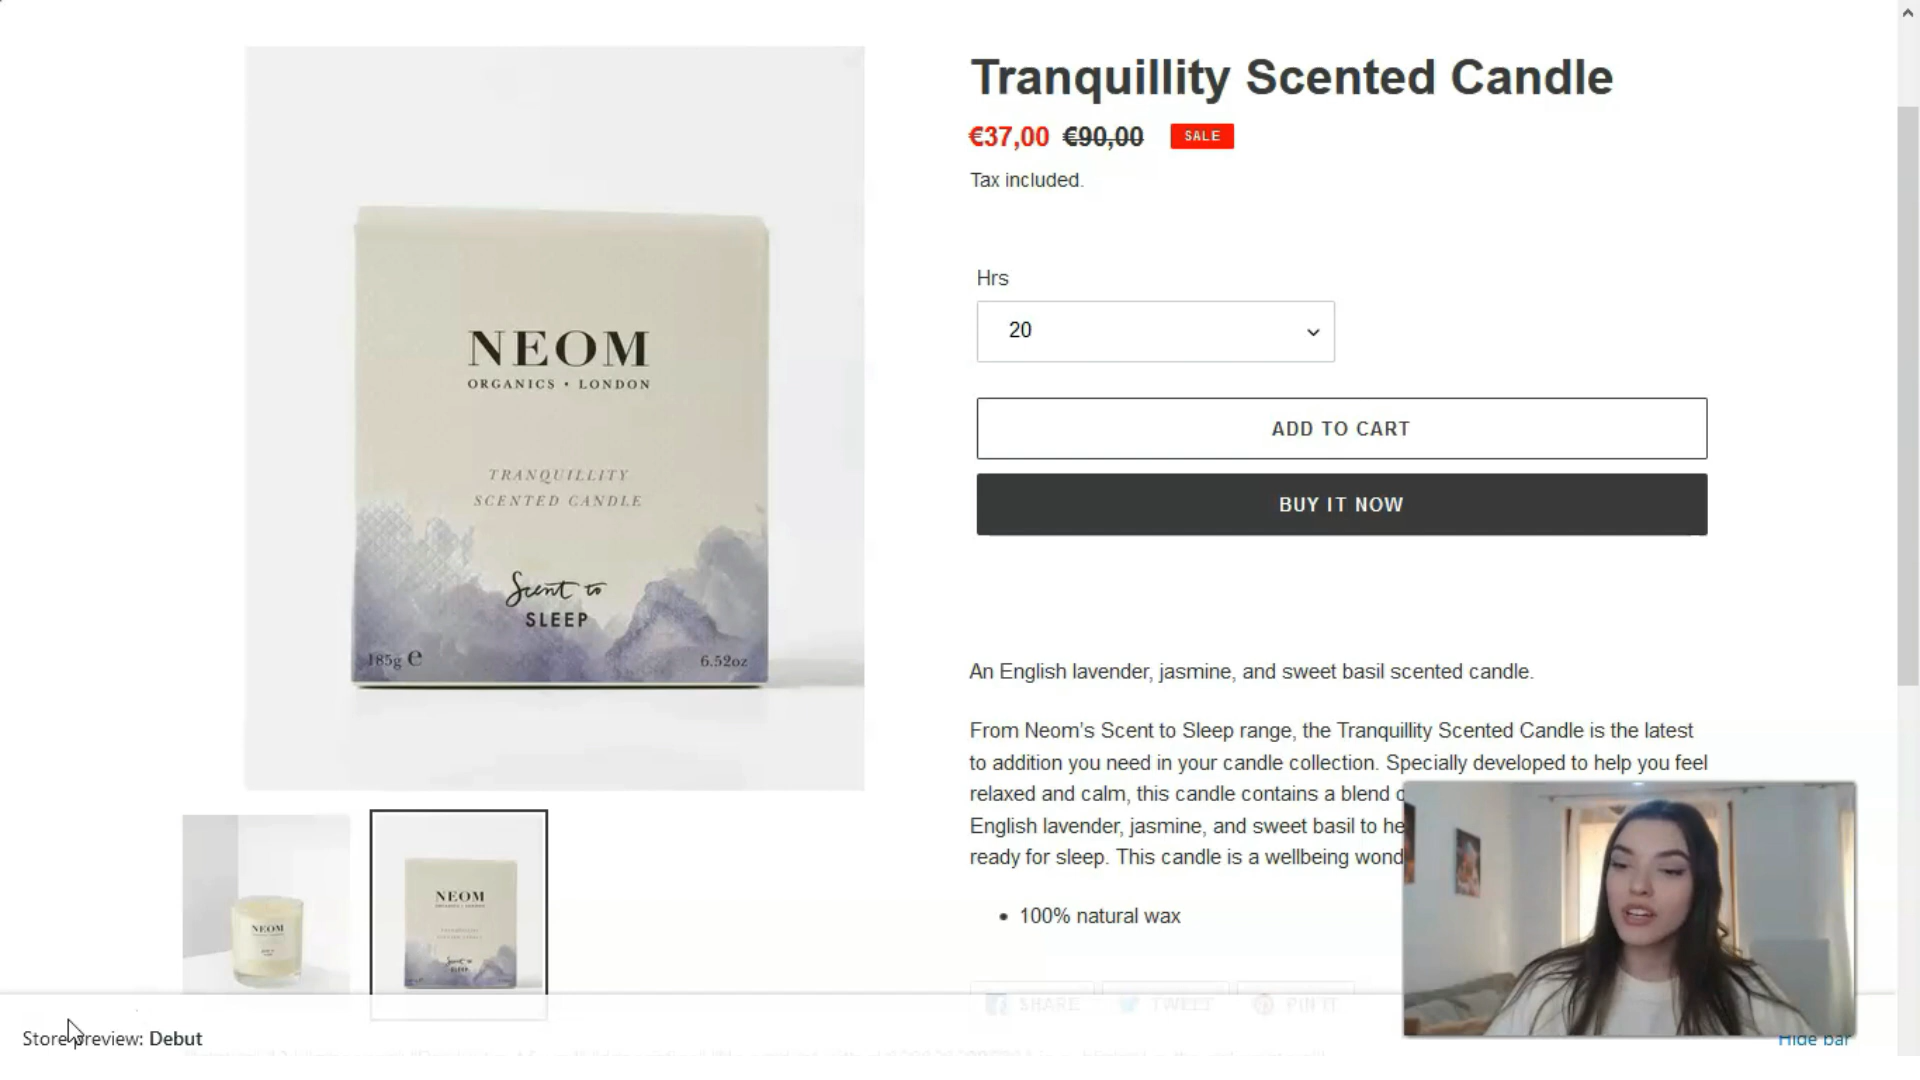 Tranquillity Scented Candle
€37,00 €90,00 SALE
Tax included.
Hrs
20
ADD TO CART
BUY IT NOW
NEOM
ORGANICS • LONDON
TRANQUILLITY
SCENTED CANDLE
Scent to
SLEEP
185g e 6.52oz
An English lavender, jasmine, and sweet basil scented candle.
From Neom's Scent to Sleep range, the Tranquillity Scented Candle is the latest
to addition you need in your candle collection. Specially developed to help you feel
relaxed and calm, this candle contains a blend
English lavender, jasmine, and sweet basil to
ready for sleep. This candle is a wellbeing
• 100% natural wax
NEOM
NEOM
SHARE TWEET PIN IT
Store preview: Debut
Hide bar